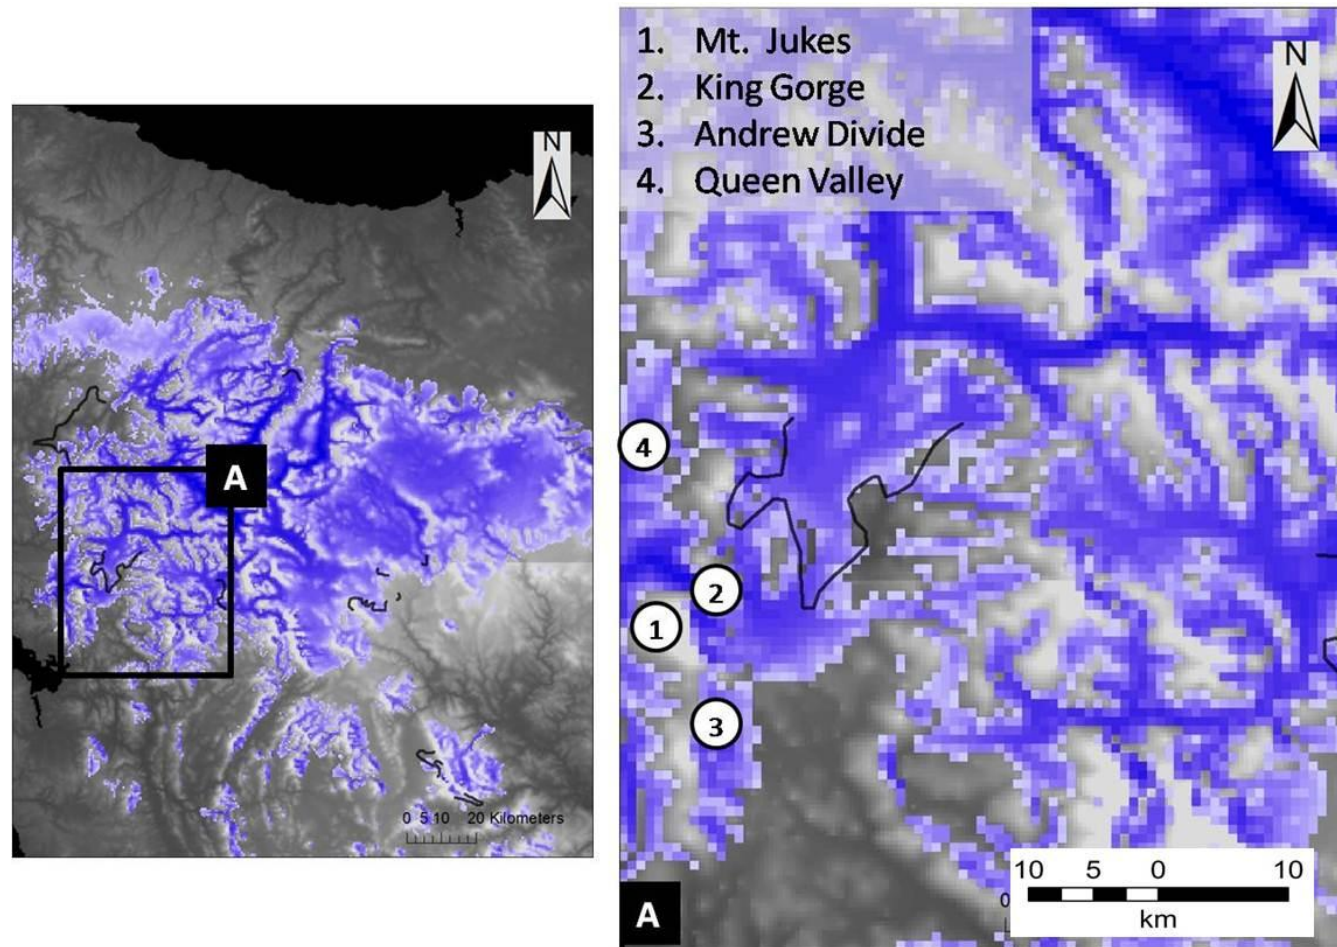 N
A
0 5 10 20 Kilometers
1. Mt. Jukes
2. King Gorge
3. Andrew Divide
4. Queen Valley
N
4
2
1
3
A
10 5 0 10
km
0